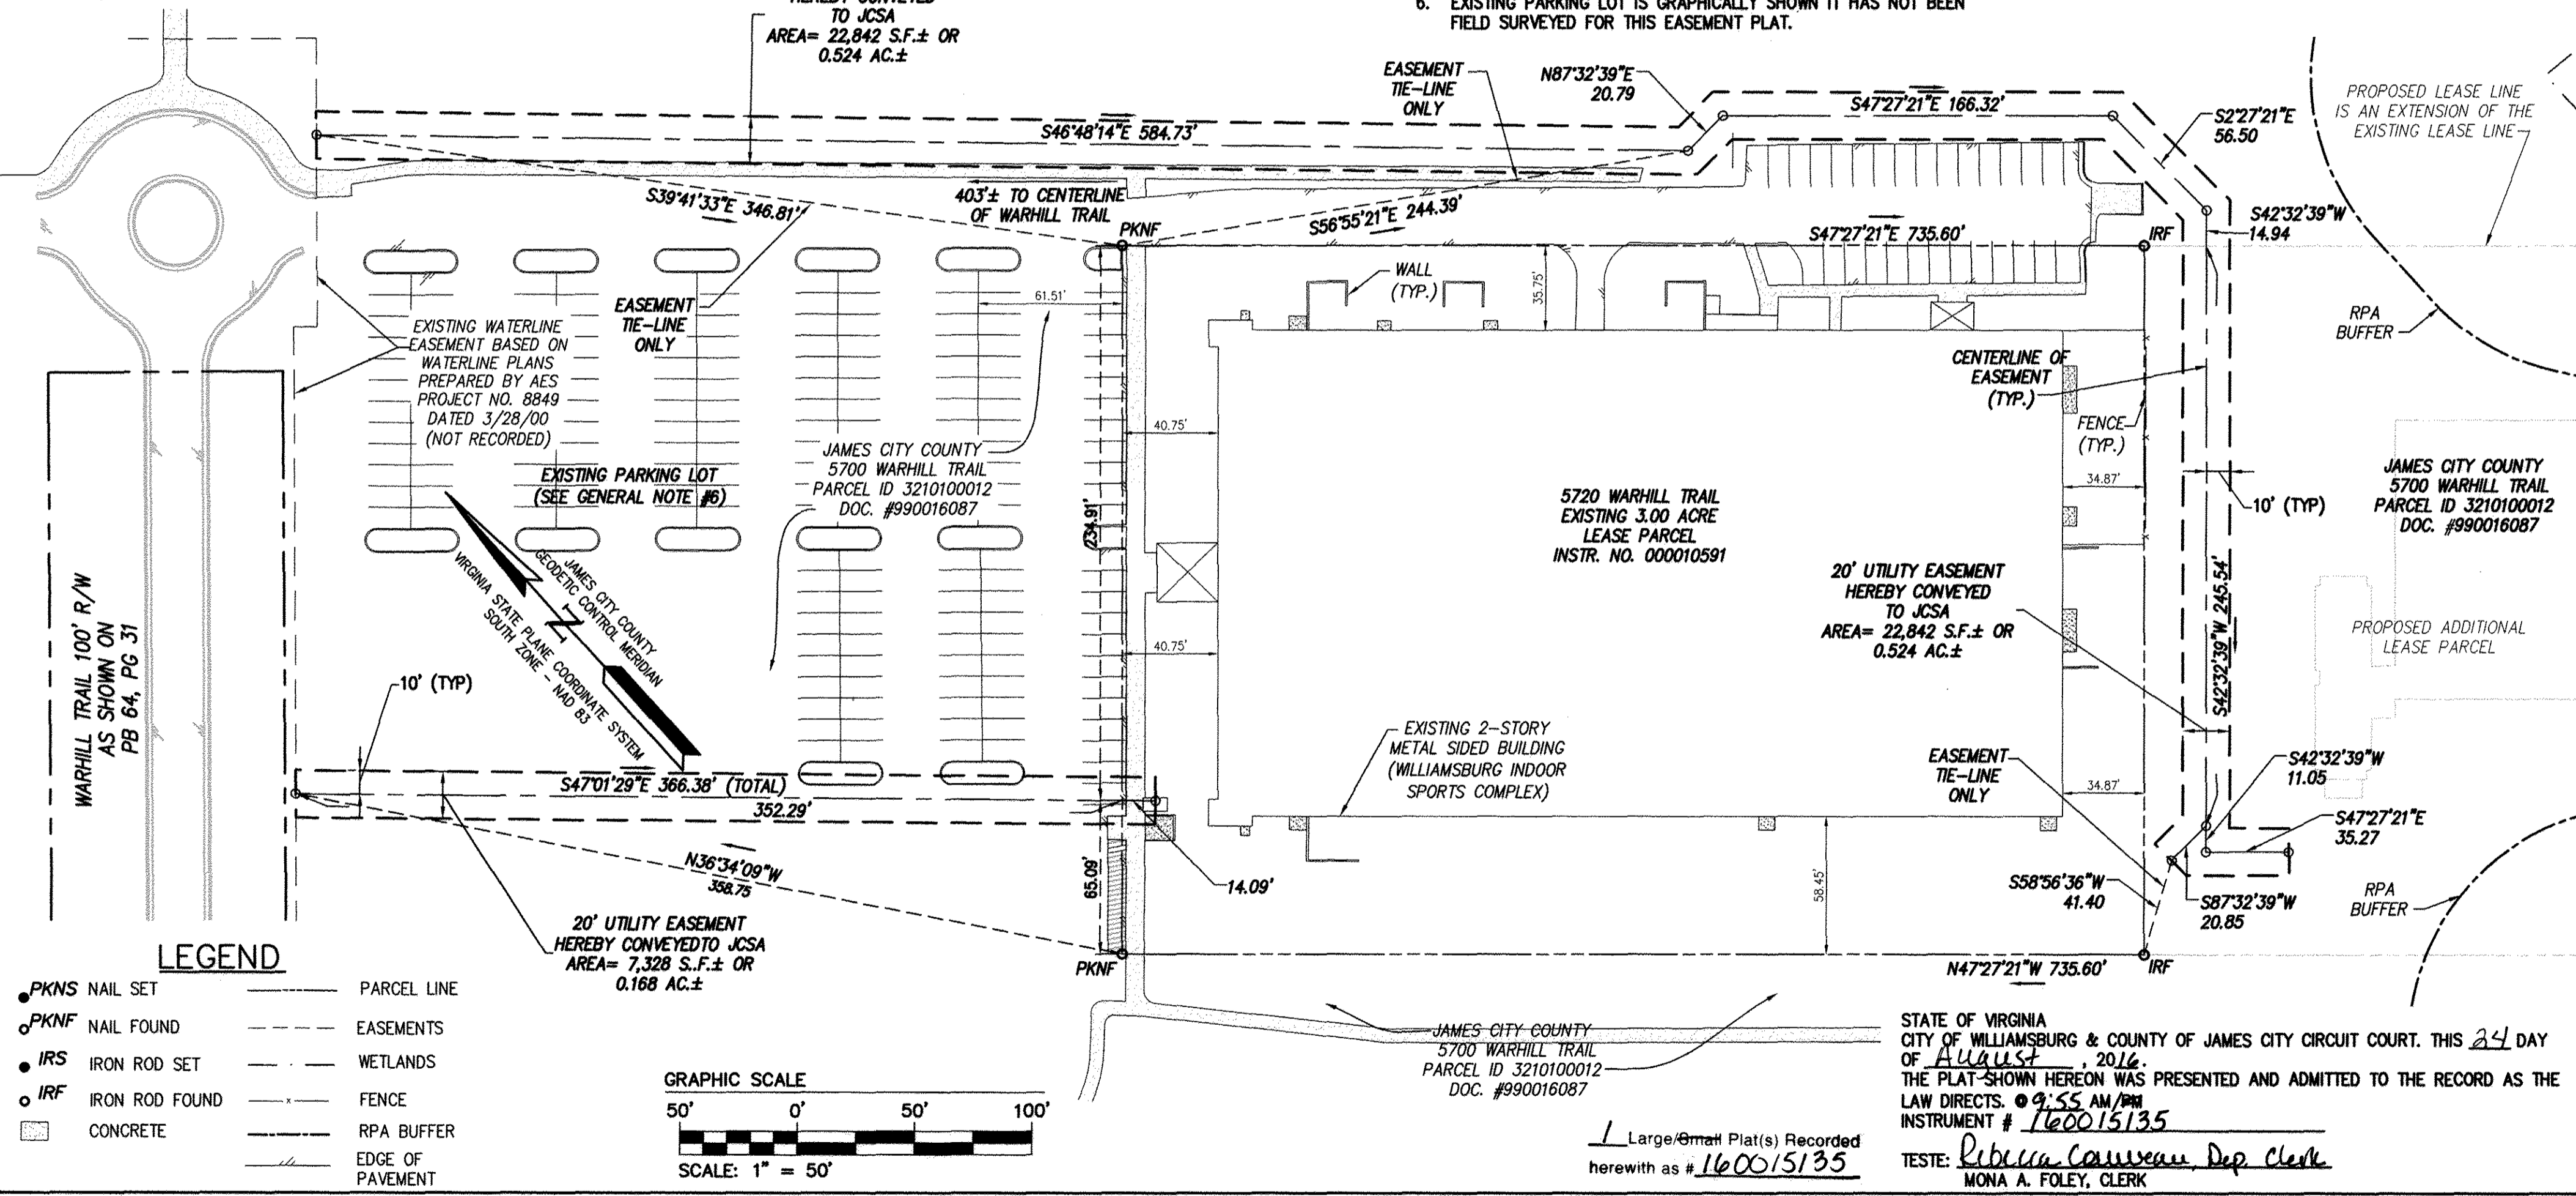 TO JCSA
AREA= 22,842 S.F.± OR
0.524 AC.±
6. EXISTING PARKING LOT IS GRAPHICALLY SHOWN IT HAS NOT BEEN
FIELD SURVEYED FOR THIS EASEMENT PLAT.
EASEMENT
TIE-LINE
ONLY
N87°32'39"E
20.79
S47°27'21"E 166.32'
S2°27'21"E
56.50
PROPOSED LEASE LINE
IS AN EXTENSION OF THE
EXISTING LEASE LINE
S46°48'14"E 584.73'
S39°41'33"E 346.81'
403'± TO CENTERLINE
OF WARHILL TRAIL
PKNF
S56°55'21"E 244.39'
S47°27'21"E 735.60'
IRF
S42°32'39"W
14.94
WALL
(TYP.)
35.75'
61.51'
EASEMENT
TIE-LINE
ONLY
EXISTING WATERLINE
EASEMENT BASED ON
WATERLINE PLANS
PREPARED BY AES
PROJECT NO. 8849
DATED 3/28/00
(NOT RECORDED)
RPA
BUFFER
CENTERLINE OF
EASEMENT
(TYP.)
FENCE
(TYP.)
40.75'
JAMES CITY COUNTY
5700 WARHILL TRAIL
PARCEL ID 3210100012
DOC. #990016087
EXISTING PARKING LOT
(SEE GENERAL NOTE #6)
234.91'
5720 WARHILL TRAIL
EXISTING 3.00 ACRE
LEASE PARCEL
INSTR. NO. 000010591
34.87'
10' (TYP)
JAMES CITY COUNTY
5700 WARHILL TRAIL
PARCEL ID 3210100012
DOC. #990016087
JAMES CITY COUNTY
GEODETIC CONTROL MERIDIAN
N
VIRGINIA STATE PLANE COORDINATE SYSTEM
SOUTH ZONE - NAD 83
WARHILL TRAIL 100' R/W
AS SHOWN ON
PB 64, PG 31
20' UTILITY EASEMENT
HEREBY CONVEYED
TO JCSA
AREA= 22,842 S.F.± OR
0.524 AC.±
S42°32'39"W 245.54'
PROPOSED ADDITIONAL
LEASE PARCEL
40.75'
10' (TYP)
EXISTING 2-STORY
METAL SIDED BUILDING
(WILLIAMSBURG INDOOR
SPORTS COMPLEX)
EASEMENT
TIE-LINE
ONLY
34.87'
S42°32'39"W
11.05
S47°27'21"E
35.27
S47°01'29"E 366.38' (TOTAL)
352.29'
N36°34'09"W
358.75
65.09'
14.09'
58.45'
S58°56'36"W
41.40
S87°32'39"W
20.85
RPA
BUFFER
20' UTILITY EASEMENT
HEREBY CONVEYEDTO JCSA
AREA= 7,328 S..F.± OR
0.168 AC.±
PKNF
N47°27'21"W 735.60'
IRF
LEGEND
PKNS NAIL SET PARCEL LINE
PKNF NAIL FOUND EASEMENTS
IRS IRON ROD SET WETLANDS
IRF IRON ROD FOUND FENCE
CONCRETE RPA BUFFER
EDGE OF
PAVEMENT
GRAPHIC SCALE
50' 0' 50' 100'
SCALE: 1" = 50'
JAMES CITY COUNTY
5700 WARHILL TRAIL
PARCEL ID 3210100012
DOC. #990016087
1 Large/Small Plat(s) Recorded
herewith as # 160015135
STATE OF VIRGINIA
CITY OF WILLIAMSBURG & COUNTY OF JAMES CITY CIRCUIT COURT. THIS 24 DAY
OF August, 2016.
THE PLAT SHOWN HEREON WAS PRESENTED AND ADMITTED TO THE RECORD AS THE
LAW DIRECTS. @ 9:55 AM/PM
INSTRUMENT # 160015135
TESTE: Dep. Clerk
MONA A. FOLEY, CLERK